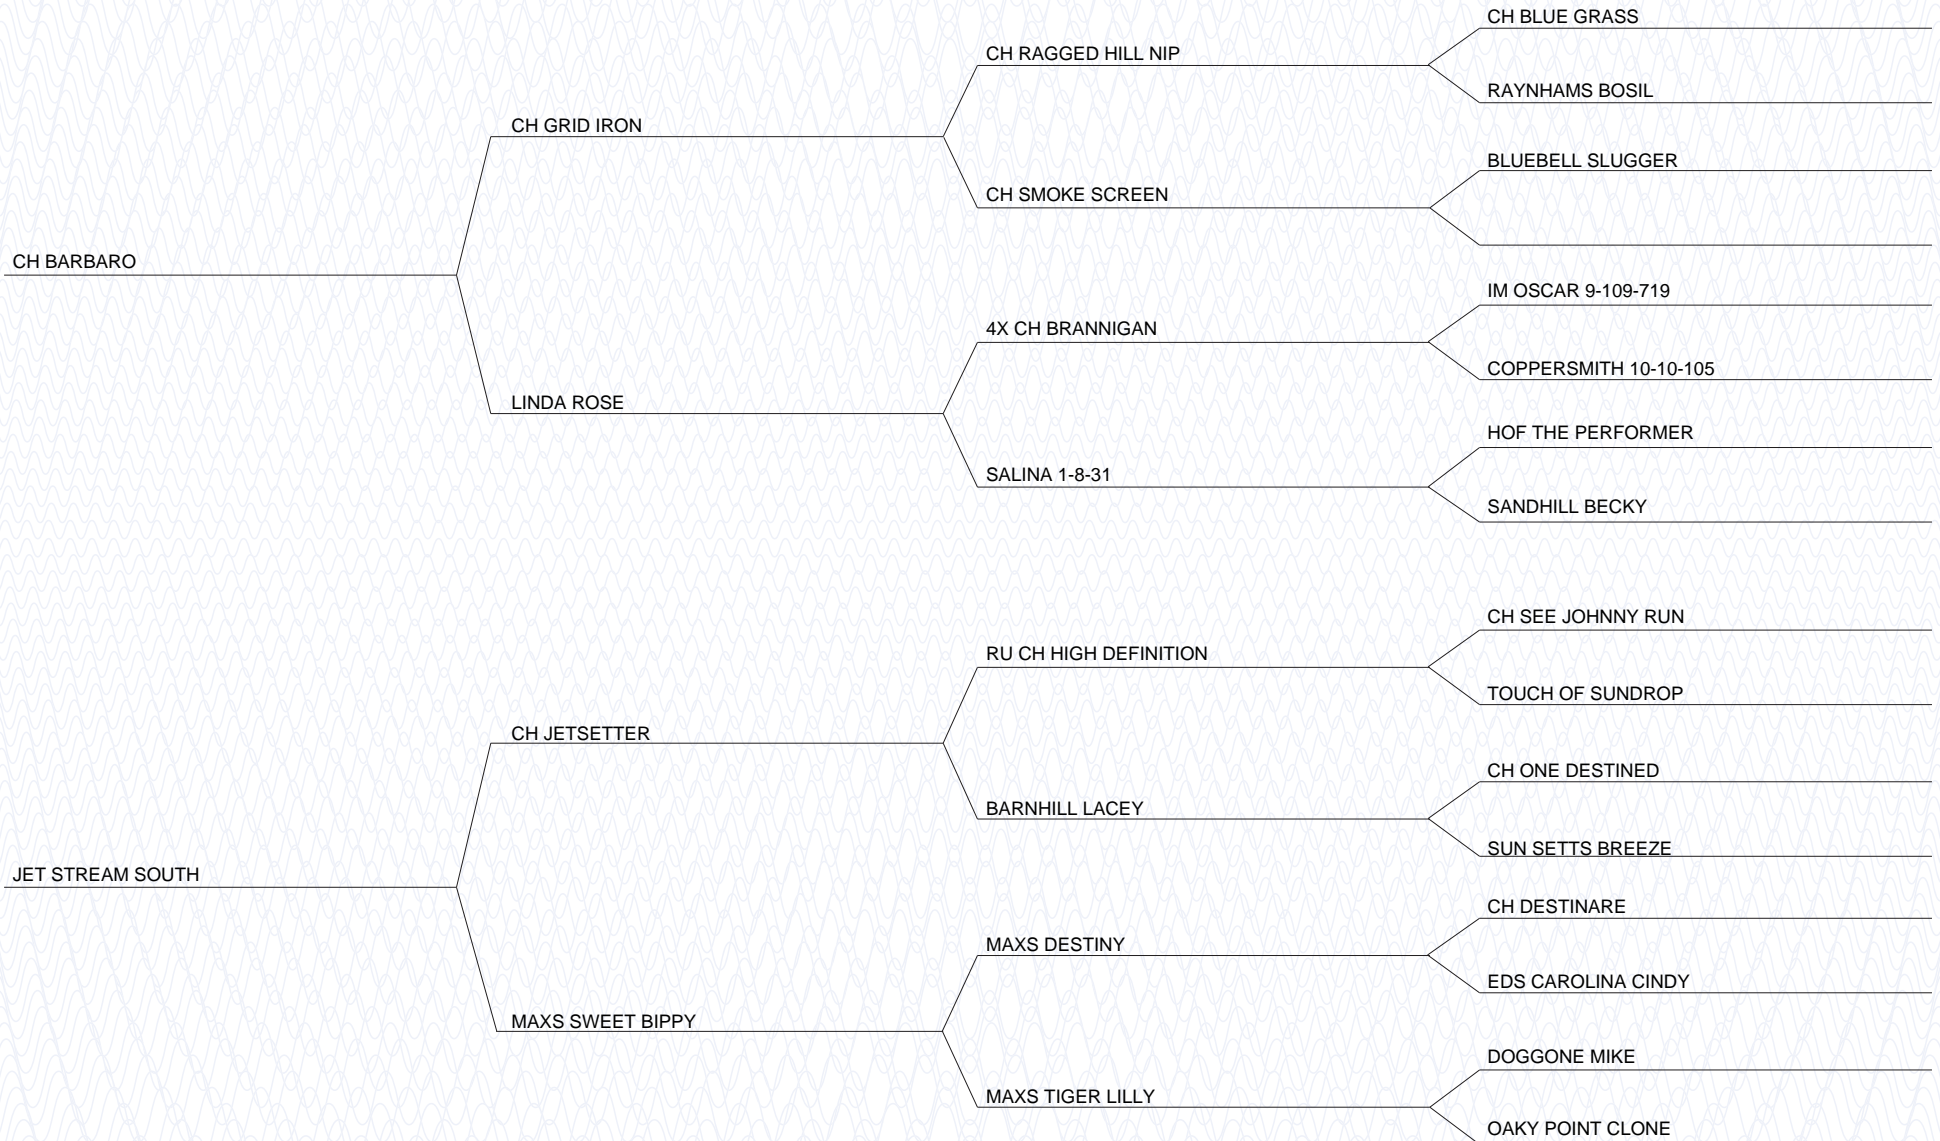 CH BLUE GRASS
CH RAGGED HILL NIP
RAYNHAMS BOSIL
CH GRID IRON
BLUEBELL SLUGGER
CH SMOKE SCREEN
CH BARBARO
IM OSCAR 9-109-719
4X CH BRANNIGAN
COPPERSMITH 10-10-105
LINDA ROSE
HOF THE PERFORMER
SALINA 1-8-31
SANDHILL BECKY
CH SEE JOHNNY RUN
RU CH HIGH DEFINITION
TOUCH OF SUNDROP
CH JETSETTER
CH ONE DESTINED
BARNHILL LACEY
SUN SETTS BREEZE
JET STREAM SOUTH
CH DESTINARE
MAXS DESTINY
EDS CAROLINA CINDY
MAXS SWEET BIPPY
DOGGONE MIKE
MAXS TIGER LILLY
OAKY POINT CLONE